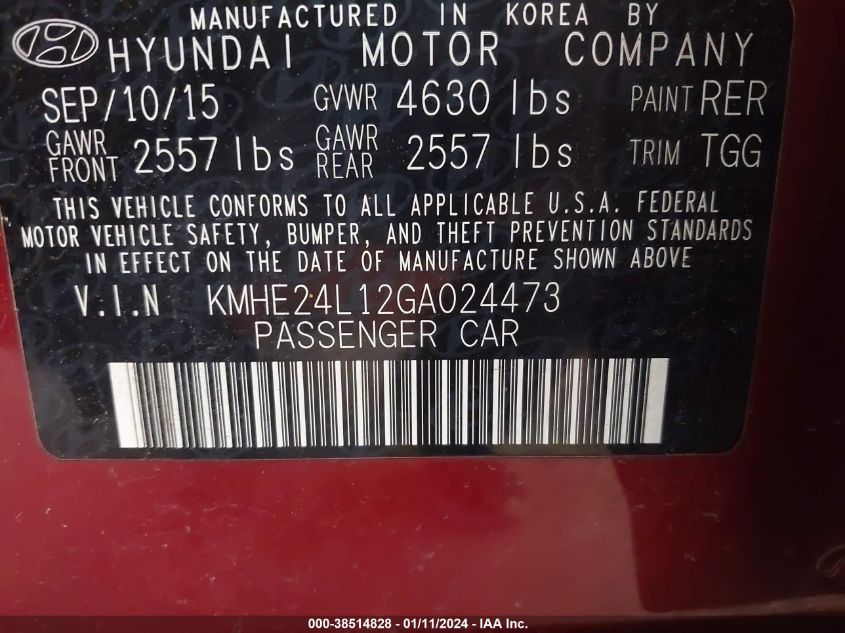 MANUFACTURED IN KOREA BY
HYUNDAI MOTOR COMPANY
SEP/10/15 GVWR 4630 lbs PAINT RER
GAWR FRONT 2557 lbs GAWR REAR 2557 lbs TRIM TGG
THIS VEHICLE CONFORMS TO ALL APPLICABLE U.S.A. FEDERAL
MOTOR VEHICLE SAFETY, BUMPER, AND THEFT PREVENTION STANDARDS
IN EFFECT ON THE DATE OF MANUFACTURE SHOWN ABOVE
V.I.N KMHE24L12GA024473
PASSENGER CAR
000-38514828 - 01/11/2024 - IAA Inc.